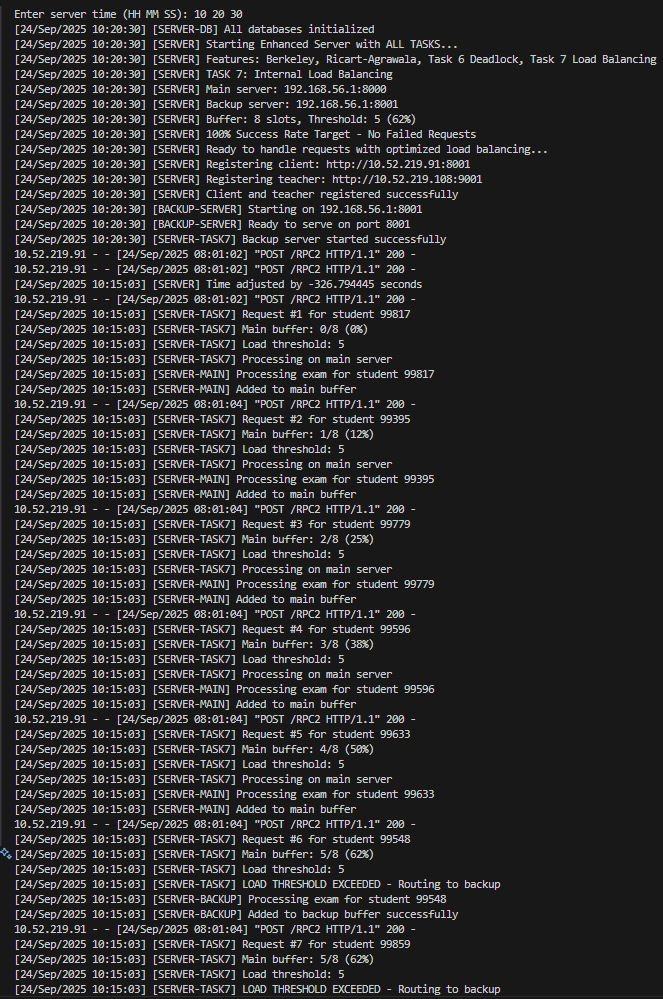 Enter server time (HH MM SS): 10 20 30
[24/Sep/2025 10:20:30] [SERVER-DB] All databases initialized
[24/Sep/2025 10:20:30] [SERVER] Starting Enhanced Server with ALL TASKS...
[24/Sep/2025 10:20:30] [SERVER] Features: Berkeley, Ricart-Agrawala, Task 6 Deadlock, Task 7 Load Balancing
[24/Sep/2025 10:20:30] [SERVER] TASK 7: Internal Load Balancing
[24/Sep/2025 10:20:30] [SERVER] Main server: 192.168.56.1:8000
[24/Sep/2025 10:20:30] [SERVER] Backup server: 192.168.56.1:8001
[24/Sep/2025 10:20:30] [SERVER] Buffer: 8 slots, Threshold: 5 (62%)
[24/Sep/2025 10:20:30] [SERVER] 100% Success Rate Target - No Failed Requests
[24/Sep/2025 10:20:30] [SERVER] Ready to handle requests with optimized load balancing...
[24/Sep/2025 10:20:30] [SERVER] Registering client: http://10.52.219.91:8001
[24/Sep/2025 10:20:30] [SERVER] Registering teacher: http://10.52.219.108:9001
[24/Sep/2025 10:20:30] [SERVER] Client and teacher registered successfully
[24/Sep/2025 10:20:30] [BACKUP-SERVER] Starting on 192.168.56.1:8001
[24/Sep/2025 10:20:30] [BACKUP-SERVER] Ready to serve on port 8001
[24/Sep/2025 10:20:30] [SERVER-TASK7] Backup server started successfully
10.52.219.91 - - [24/Sep/2025 08:01:02] "POST /RPC2 HTTP/1.1" 200 -
10.52.219.91 - - [24/Sep/2025 08:01:02] "POST /RPC2 HTTP/1.1" 200 -
[24/Sep/2025 10:15:03] [SERVER] Time adjusted by -326.794445 seconds
10.52.219.91 - - [24/Sep/2025 08:01:02] "POST /RPC2 HTTP/1.1" 200 -
[24/Sep/2025 10:15:03] [SERVER-TASK7] Request #1 for student 99817
[24/Sep/2025 10:15:03] [SERVER-TASK7] Main buffer: 0/8 (0%)
[24/Sep/2025 10:15:03] [SERVER-TASK7] Load threshold: 5
[24/Sep/2025 10:15:03] [SERVER-TASK7] Processing on main server
[24/Sep/2025 10:15:03] [SERVER-MAIN] Processing exam for student 99817
[24/Sep/2025 10:15:03] [SERVER-MAIN] Added to main buffer
10.52.219.91 - - [24/Sep/2025 08:01:04] "POST /RPC2 HTTP/1.1" 200 -
[24/Sep/2025 10:15:03] [SERVER-TASK7] Request #2 for student 99395
[24/Sep/2025 10:15:03] [SERVER-TASK7] Main buffer: 1/8 (12%)
[24/Sep/2025 10:15:03] [SERVER-TASK7] Load threshold: 5
[24/Sep/2025 10:15:03] [SERVER-TASK7] Processing on main server
[24/Sep/2025 10:15:03] [SERVER-MAIN] Processing exam for student 99395
[24/Sep/2025 10:15:03] [SERVER-MAIN] Added to main buffer
10.52.219.91 - - [24/Sep/2025 08:01:04] "POST /RPC2 HTTP/1.1" 200 -
[24/Sep/2025 10:15:03] [SERVER-TASK7] Request #3 for student 99779
[24/Sep/2025 10:15:03] [SERVER-TASK7] Main buffer: 2/8 (25%)
[24/Sep/2025 10:15:03] [SERVER-TASK7] Load threshold: 5
[24/Sep/2025 10:15:03] [SERVER-TASK7] Processing on main server
[24/Sep/2025 10:15:03] [SERVER-MAIN] Processing exam for student 99779
[24/Sep/2025 10:15:03] [SERVER-MAIN] Added to main buffer
10.52.219.91 - - [24/Sep/2025 08:01:04] "POST /RPC2 HTTP/1.1" 200 -
[24/Sep/2025 10:15:03] [SERVER-TASK7] Request #4 for student 99596
[24/Sep/2025 10:15:03] [SERVER-TASK7] Main buffer: 3/8 (38%)
[24/Sep/2025 10:15:03] [SERVER-TASK7] Load threshold: 5
[24/Sep/2025 10:15:03] [SERVER-TASK7] Processing on main server
[24/Sep/2025 10:15:03] [SERVER-MAIN] Processing exam for student 99596
[24/Sep/2025 10:15:03] [SERVER-MAIN] Added to main buffer
10.52.219.91 - - [24/Sep/2025 08:01:04] "POST /RPC2 HTTP/1.1" 200 -
[24/Sep/2025 10:15:03] [SERVER-TASK7] Request #5 for student 99633
[24/Sep/2025 10:15:03] [SERVER-TASK7] Main buffer: 4/8 (50%)
[24/Sep/2025 10:15:03] [SERVER-TASK7] Load threshold: 5
[24/Sep/2025 10:15:03] [SERVER-TASK7] Processing on main server
[24/Sep/2025 10:15:03] [SERVER-MAIN] Processing exam for student 99633
[24/Sep/2025 10:15:03] [SERVER-MAIN] Added to main buffer
10.52.219.91 - - [24/Sep/2025 08:01:04] "POST /RPC2 HTTP/1.1" 200 -
[24/Sep/2025 10:15:03] [SERVER-TASK7] Request #6 for student 99548
[24/Sep/2025 10:15:03] [SERVER-TASK7] Main buffer: 5/8 (62%)
[24/Sep/2025 10:15:03] [SERVER-TASK7] Load threshold: 5
[24/Sep/2025 10:15:03] [SERVER-TASK7] LOAD THRESHOLD EXCEEDED - Routing to backup
[24/Sep/2025 10:15:03] [SERVER-BACKUP] Processing exam for student 99548
[24/Sep/2025 10:15:03] [SERVER-BACKUP] Added to backup buffer successfully
10.52.219.91 - - [24/Sep/2025 08:01:04] "POST /RPC2 HTTP/1.1" 200 -
[24/Sep/2025 10:15:03] [SERVER-TASK7] Request #7 for student 99859
[24/Sep/2025 10:15:03] [SERVER-TASK7] Main buffer: 5/8 (62%)
[24/Sep/2025 10:15:03] [SERVER-TASK7] Load threshold: 5
[24/Sep/2025 10:15:03] [SERVER-TASK7] LOAD THRESHOLD EXCEEDED - Routing to backup